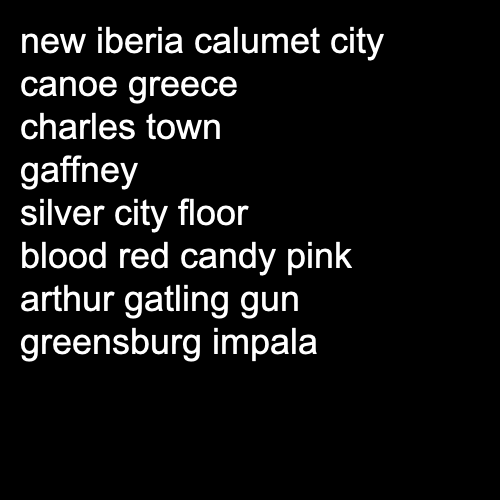 new iberia calumet city
canoe greece
charles town
gaffney
silver city floor
blood red candy pink
arthur gatling gun
greensburg impala